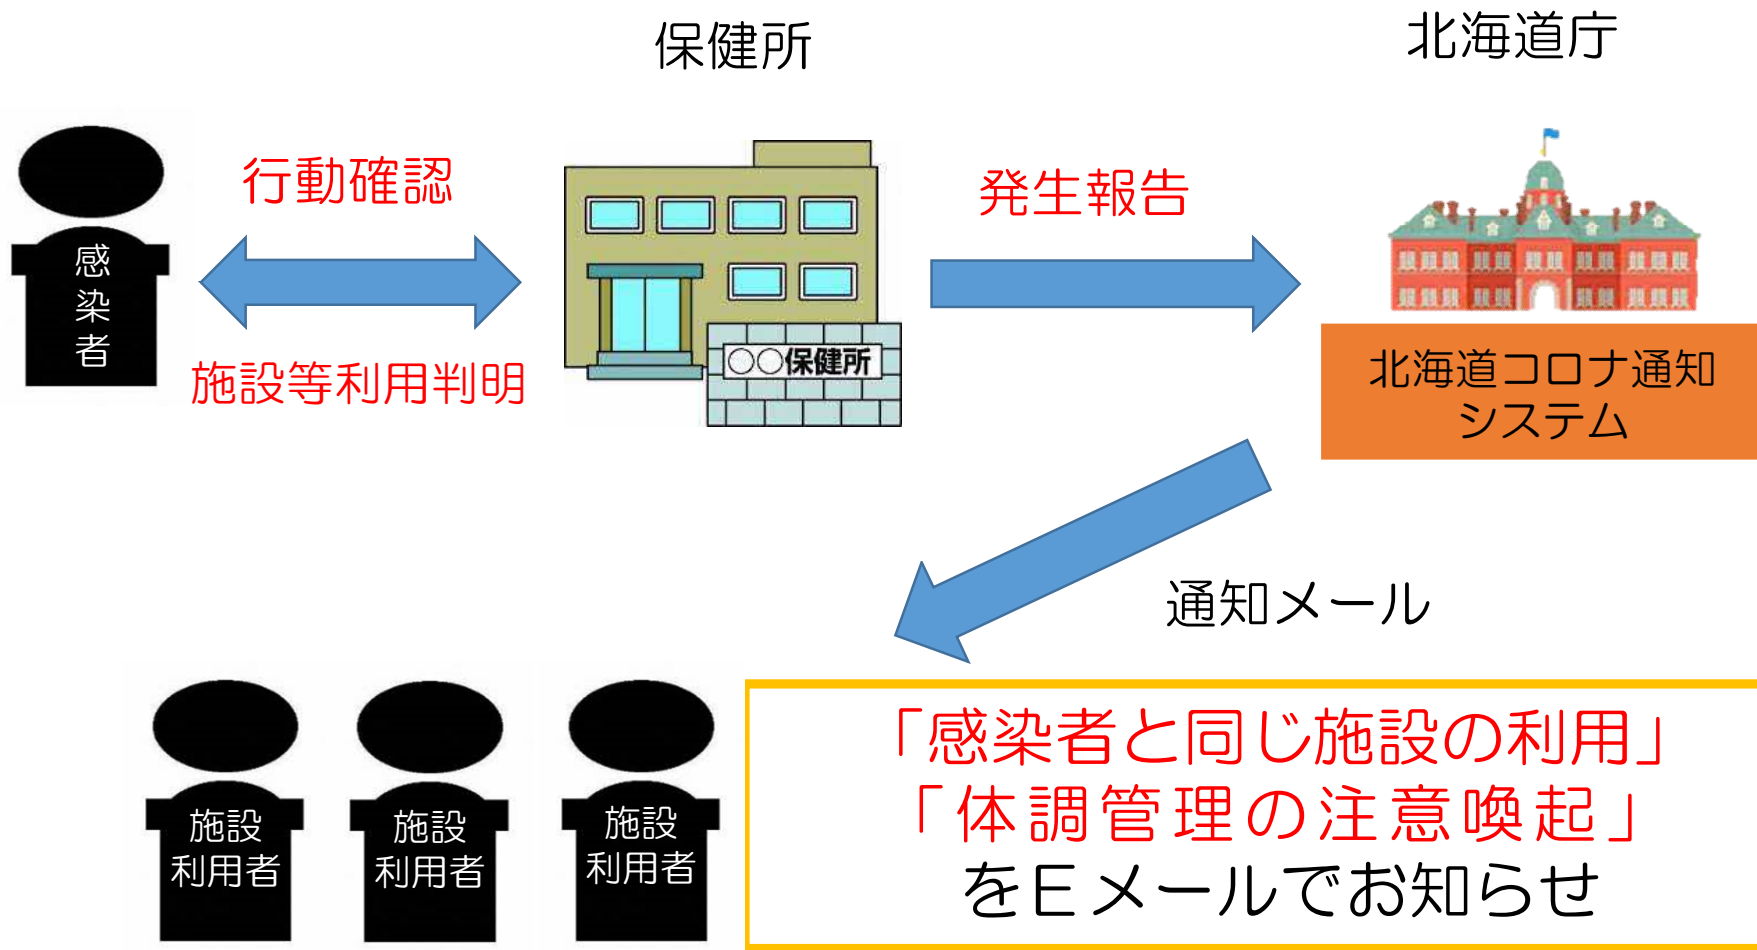 保健所
北海道庁
行動確認
発生報告
感染者
施設等利用判明
〇〇保健所
北海道コロナ通知
システム
通知メール
「感染者と同じ施設の利用」
「体調管理の注意喚起」
をEメールでお知らせ
施設
利用者
施設
利用者
施設
利用者